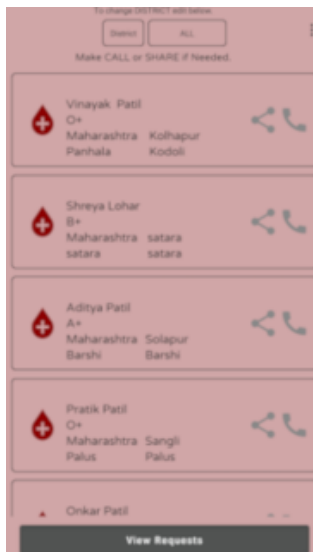 To change DISTRICT edit below.
District ALL
Make CALL or SHARE if Needed.
Vinayak Patil
O+
Maharashtra Kolhapur
Panhala Kodoli
Shreya Lohar
B+
Maharashtra satara
satara satara
Aditya Patil
A+
Maharashtra Solapur
Barshi Barshi
Pratik Patil
O+
Maharashtra Sangli
Palus Palus
Onkar Patil
View Requests